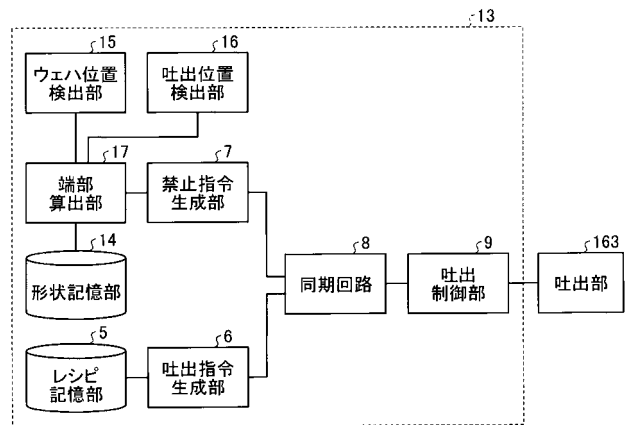 13
15
ウェハ位置
検出部
16
吐出位置
検出部
17
端部
算出部
7
禁止指令
生成部
14
形状記憶部
8
同期回路
9
吐出
制御部
163
吐出部
5
レシピ
記憶部
6
吐出指令
生成部